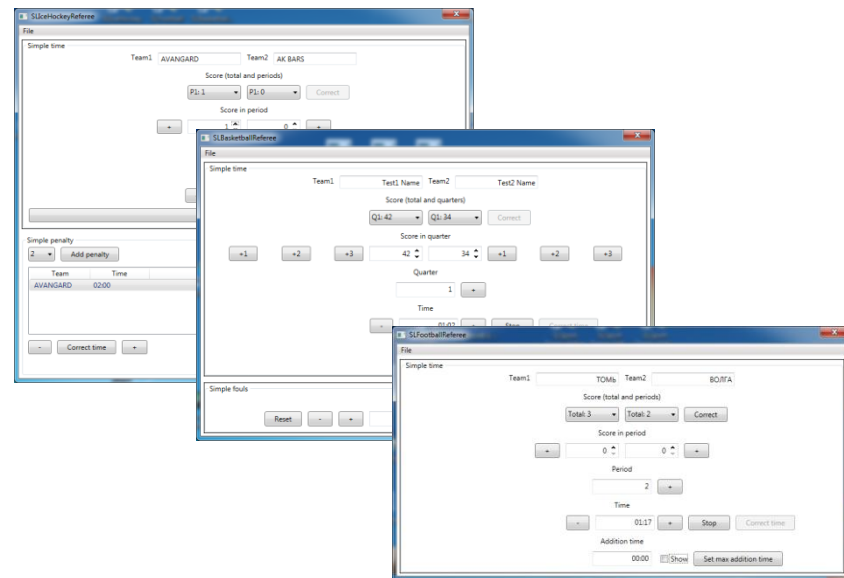 SLIceHockeyReferee
File
Simple time
Team1 AVANGARD Team2 AK BARS
Score (total and periods)
P1: 1 P1: 0 Correct
Score in period
+ 1 0 +
Simple penalty
2 Add penalty
Team Time
AVANGARD 02:00
- Correct time +
SLBasketballReferee
File
Simple time
Team1 Test1 Name Team2 Test2 Name
Score (total and quarters)
Q1: 42 Q1: 34 Correct
Score in quarter
+1 +2 +3 42 34 +1 +2 +3
Quarter
1 +
Time
- 01:02 + Stop Correct time
Simple fouls
Reset - +
SLFootballReferee
File
Simple time
Team1 ТОМЬ Team2 ВОЛГА
Score (total and periods)
Total: 3 Total: 2 Correct
Score in period
+ 0 0 +
Period
2 +
Time
- 01:17 + Stop Correct time
Addition time
00:00 Show Set max addition time